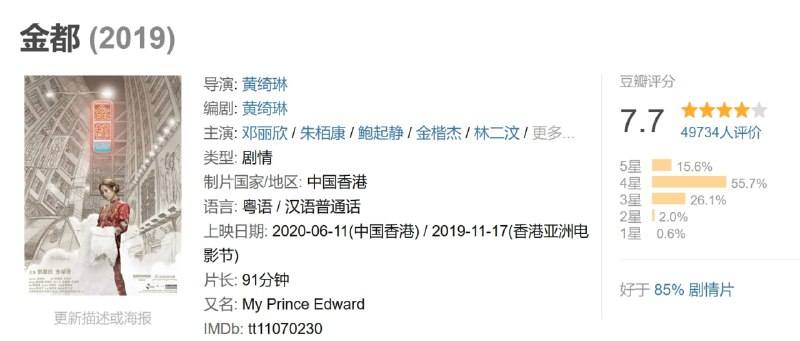 金都 (2019)
金都
导演: 黄绮琳
编剧: 黄绮琳
主演: 邓丽欣 / 朱栢康 / 鲍起静 / 金楷杰 / 林二汶 / 更多...
类型: 剧情
制片国家/地区: 中国香港
语言: 粤语 / 汉语普通话
上映日期: 2020-06-11(中国香港) / 2019-11-17(香港亚洲电
影节)
片长: 91分钟
又名: My Prince Edward
IMDb: tt11070230
更新描述或海报
豆瓣评分
7.7
49734人评价
5星 15.6%
4星 55.7%
3星 26.1%
2星 2.0%
1星 0.6%
好于 85% 剧情片